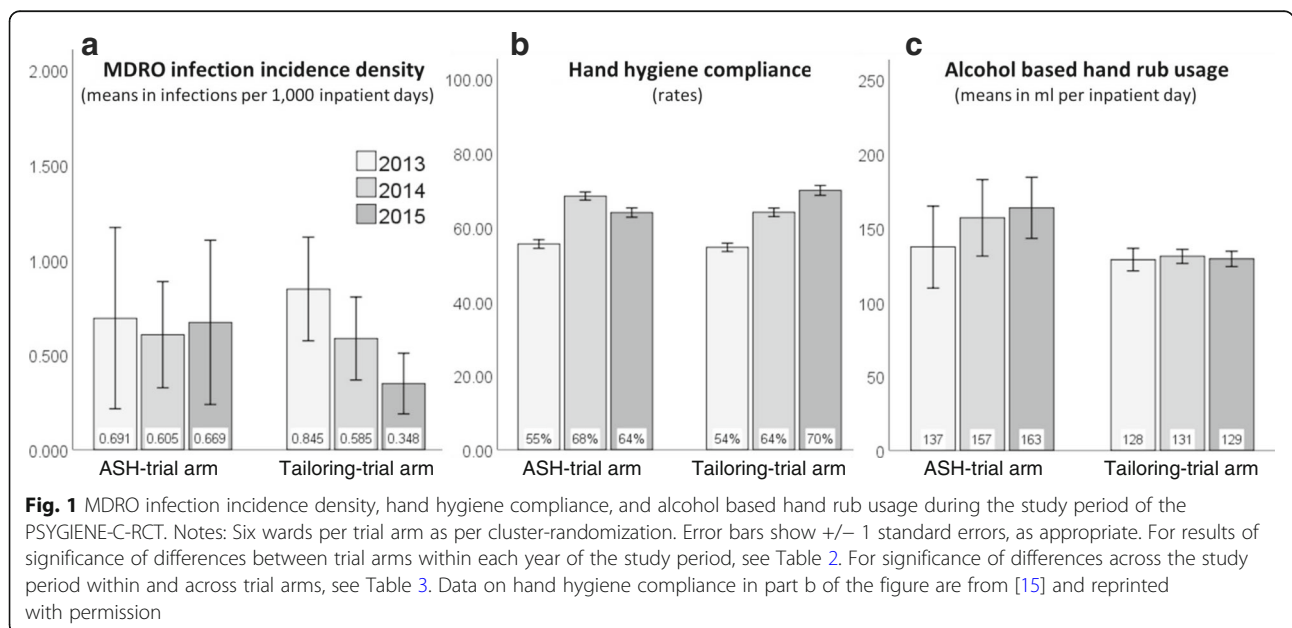 a
MDRO infection incidence density
(means in infections per 1,000 inpatient days)
2.000
1.500
1.000
0.500
0.000
2013
2014
2015
0.691 0.605 0.669 0.845 0.585 0.348
ASH-trial arm Tailoring-trial arm
b
Hand hygiene compliance
(rates)
100.00
80.00
60.00
40.00
20.00
0.00
55% 68% 64% 54% 64% 70%
ASH-trial arm Tailoring-trial arm
c
Alcohol based hand rub usage
(means in ml per inpatient day)
250
200
150
100
50
0
137 157 163 128 131 129
ASH-trial arm Tailoring-trial arm
Fig. 1 MDRO infection incidence density, hand hygiene compliance, and alcohol based hand rub usage during the study period of the
PSYGIENE-C-RCT. Notes: Six wards per trial arm as per cluster-randomization. Error bars show +/− 1 standard errors, as appropriate. For results of
significance of differences between trial arms within each year of the study period, see Table 2. For significance of differences across the study
period within and across trial arms, see Table 3. Data on hand hygiene compliance in part b of the figure are from [15] and reprinted
with permission